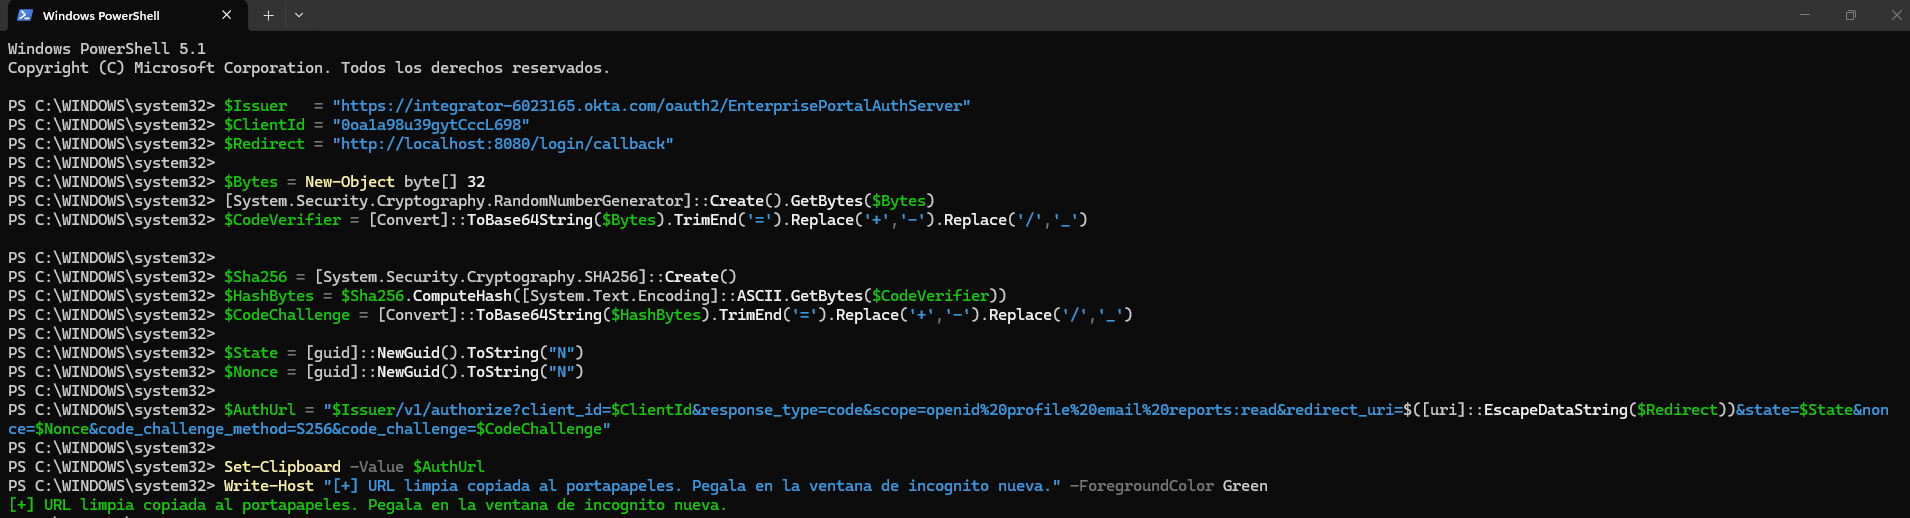 Windows PowerShell
Windows PowerShell 5.1
Copyright (C) Microsoft Corporation. Todos los derechos reservados.
PS C:\WINDOWS\system32> $Issuer   = "https://integrator-6023165.okta.com/oauth2/EnterprisePortalAuthServer"
PS C:\WINDOWS\system32> $ClientId = "0oa1a98u39gytCccL698"
PS C:\WINDOWS\system32> $Redirect = "http://localhost:8080/login/callback"
PS C:\WINDOWS\system32>
PS C:\WINDOWS\system32> $Bytes = New-Object byte[] 32
PS C:\WINDOWS\system32> [System.Security.Cryptography.RandomNumberGenerator]::Create().GetBytes($Bytes)
PS C:\WINDOWS\system32> $CodeVerifier = [Convert]::ToBase64String($Bytes).TrimEnd('=').Replace('+','-').Replace('/','_')
PS C:\WINDOWS\system32>
PS C:\WINDOWS\system32> $Sha256 = [System.Security.Cryptography.SHA256]::Create()
PS C:\WINDOWS\system32> $HashBytes = $Sha256.ComputeHash([System.Text.Encoding]::ASCII.GetBytes($CodeVerifier))
PS C:\WINDOWS\system32> $CodeChallenge = [Convert]::ToBase64String($HashBytes).TrimEnd('=').Replace('+','-').Replace('/','_')
PS C:\WINDOWS\system32>
PS C:\WINDOWS\system32> $State = [guid]::NewGuid().ToString("N")
PS C:\WINDOWS\system32> $Nonce = [guid]::NewGuid().ToString("N")
PS C:\WINDOWS\system32>
PS C:\WINDOWS\system32> $AuthUrl = "$Issuer/v1/authorize?client_id=$ClientId&response_type=code&scope=openid%20profile%20email%20reports:read&redirect_uri=$([uri]::EscapeDataString($Redirect))&state=$State&non
ce=$Nonce&code_challenge_method=S256&code_challenge=$CodeChallenge"
PS C:\WINDOWS\system32>
PS C:\WINDOWS\system32> Set-Clipboard -Value $AuthUrl
PS C:\WINDOWS\system32> Write-Host "[+] URL limpia copiada al portapapeles. Pegala en la ventana de incognito nueva." -ForegroundColor Green
[+] URL limpia copiada al portapapeles. Pegala en la ventana de incognito nueva.